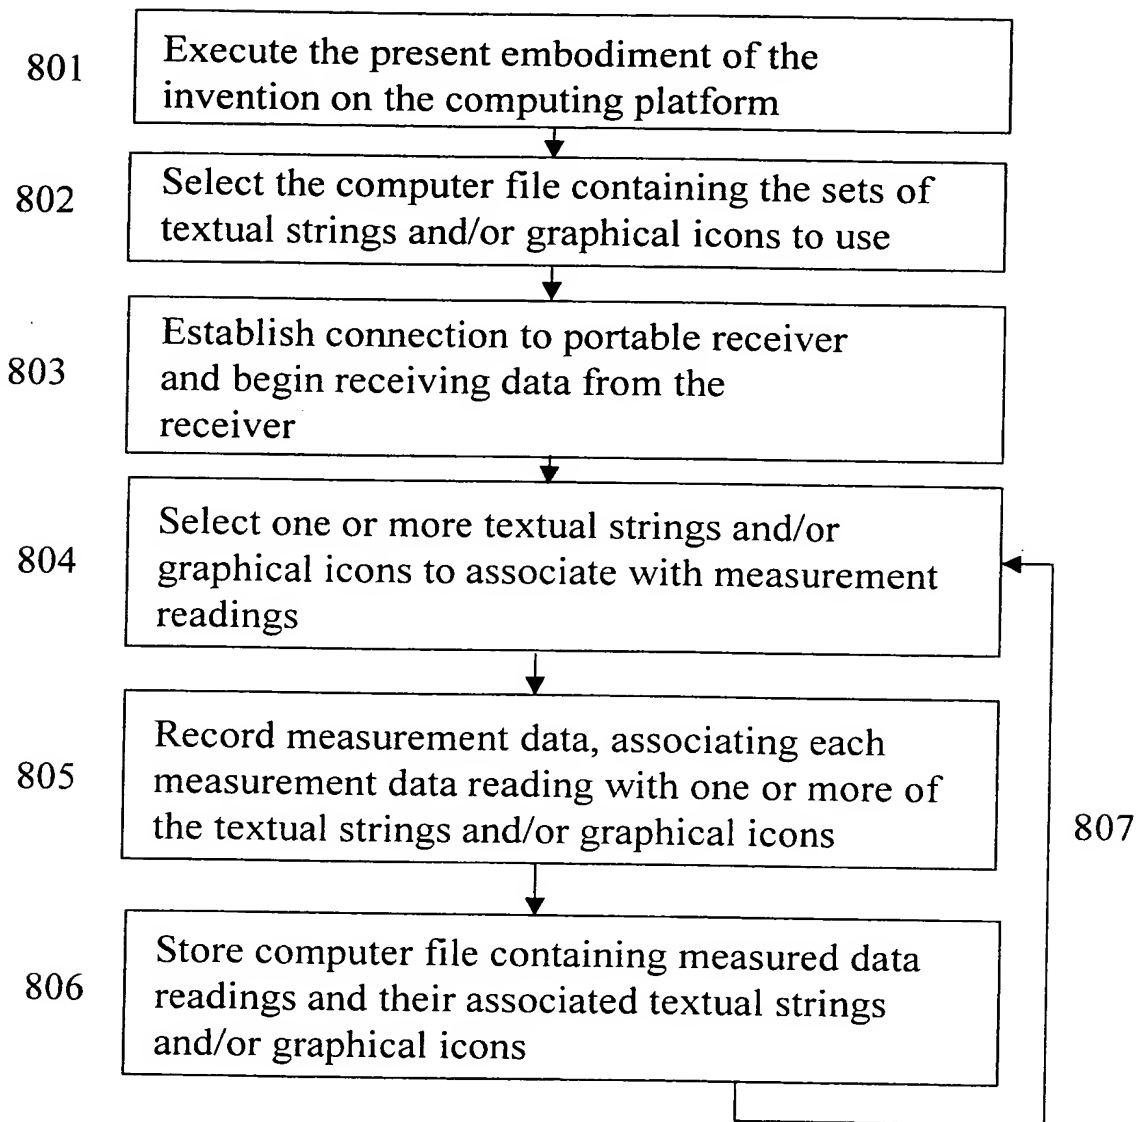 801
Execute the present embodiment of the
invention on the computing platform
802
Select the computer file containing the sets of
textual strings and/or graphical icons to use
803
Establish connection to portable receiver
and begin receiving data from the
receiver
804
Select one or more textual strings and/or
graphical icons to associate with measurement
readings
805
Record measurement data, associating each
measurement data reading with one or more of
the textual strings and/or graphical icons
807
806
Store computer file containing measured data
readings and their associated textual strings
and/or graphical icons